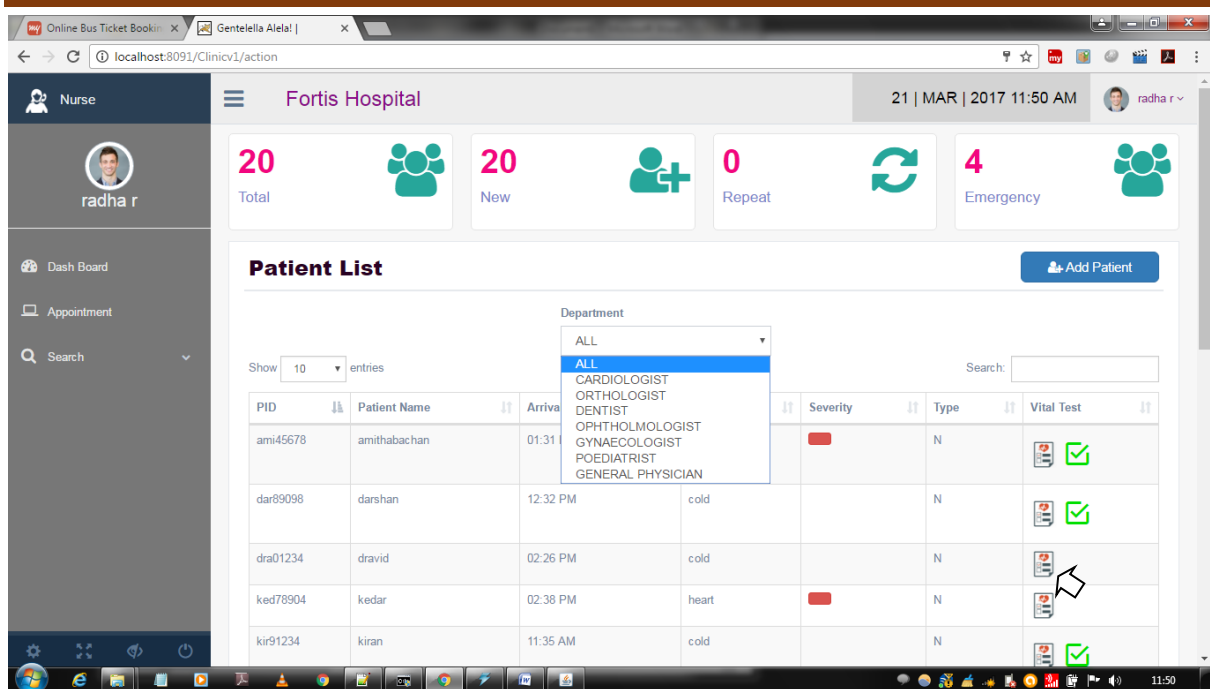 Online Bus Ticket Bookin
Gentelella Alela! |
localhost:8091/Clinicv1/action
my
Nurse
Fortis Hospital
21 | MAR | 2017 11:50 AM
radha r
radha r
20
Total
20
New
0
Repeat
4
Emergency
Dash Board
Appointment
Search
Patient List
Add Patient
Department
ALL
ALL
CARDIOLOGIST
ORTHOLOGIST
DENTIST
OPHTHOLMOLOGIST
GYNAECOLOGIST
POEDIATRIST
GENERAL PHYSICIAN
Show 10 entries
Search:
PID Patient Name Arriva Severity Type Vital Test
ami45678 amithabachan 01:31 N
dar89098 darshan 12:32 PM cold N
dra01234 dravid 02:26 PM cold N
ked78904 kedar 02:38 PM heart N
kir91234 kiran 11:35 AM cold N
11:50